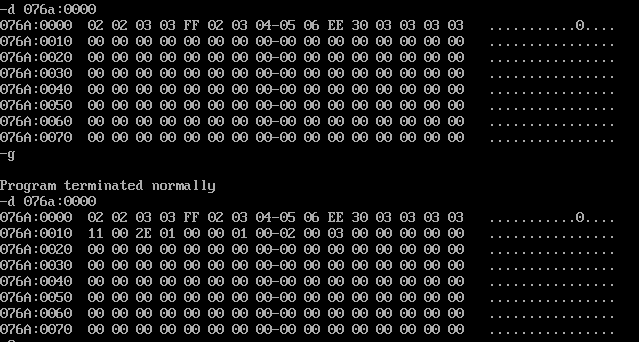 -d 076a:0000
076A:0000  02 02 03 03 FF 02 03 04-05 06 EE 30 03 03 03 03   ...........0....
076A:0010  00 00 00 00 00 00 00 00-00 00 00 00 00 00 00 00   ................
076A:0020  00 00 00 00 00 00 00 00-00 00 00 00 00 00 00 00   ................
076A:0030  00 00 00 00 00 00 00 00-00 00 00 00 00 00 00 00   ................
076A:0040  00 00 00 00 00 00 00 00-00 00 00 00 00 00 00 00   ................
076A:0050  00 00 00 00 00 00 00 00-00 00 00 00 00 00 00 00   ................
076A:0060  00 00 00 00 00 00 00 00-00 00 00 00 00 00 00 00   ................
076A:0070  00 00 00 00 00 00 00 00-00 00 00 00 00 00 00 00   ................
-g
Program terminated normally
-d 076a:0000
076A:0000  02 02 03 03 FF 02 03 04-05 06 EE 30 03 03 03 03   ...........0....
076A:0010  11 00 2E 01 00 00 01 00-02 00 03 00 00 00 00 00   ................
076A:0020  00 00 00 00 00 00 00 00-00 00 00 00 00 00 00 00   ................
076A:0030  00 00 00 00 00 00 00 00-00 00 00 00 00 00 00 00   ................
076A:0040  00 00 00 00 00 00 00 00-00 00 00 00 00 00 00 00   ................
076A:0050  00 00 00 00 00 00 00 00-00 00 00 00 00 00 00 00   ................
076A:0060  00 00 00 00 00 00 00 00-00 00 00 00 00 00 00 00   ................
076A:0070  00 00 00 00 00 00 00 00-00 00 00 00 00 00 00 00   ................